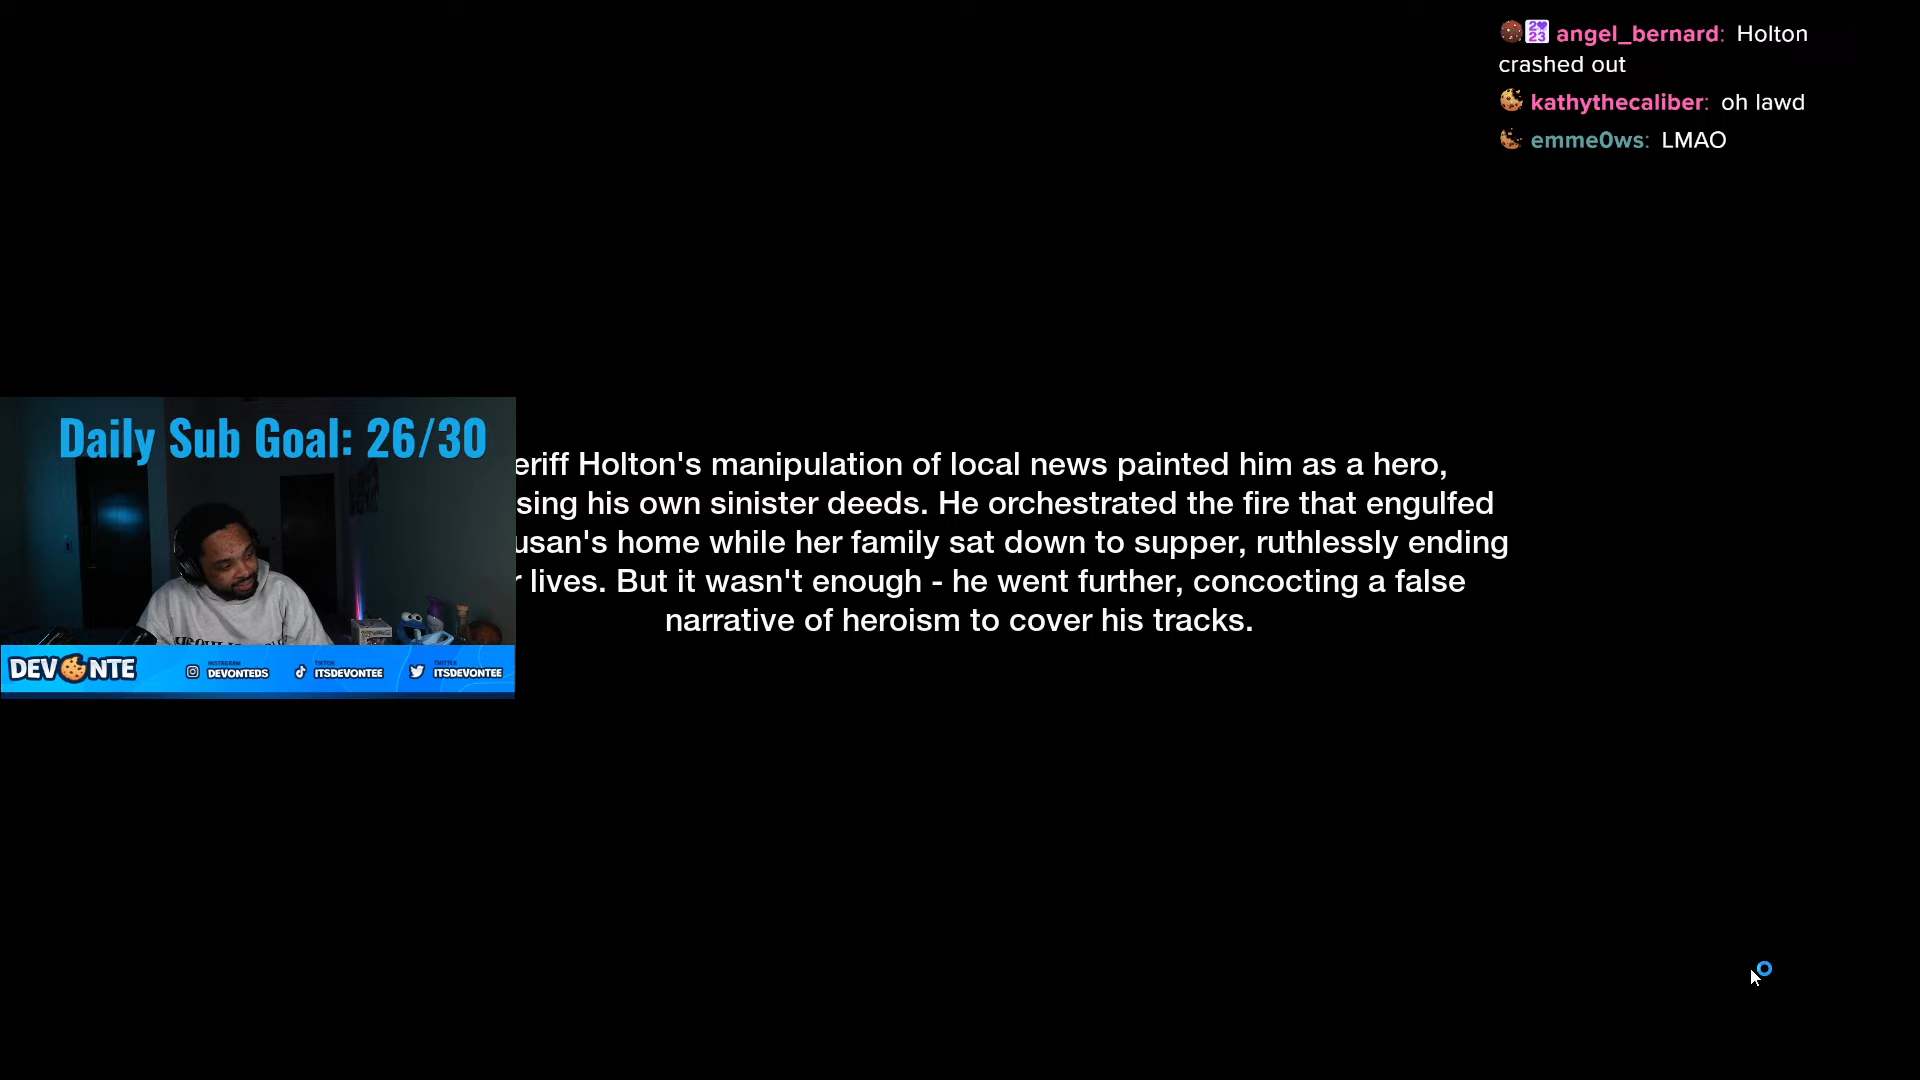 angel_bernard: Holton
crashed out
kathythecaliber: oh lawd
emme0ws: LMAO
Daily Sub Goal: 26/30
eriff Holton's manipulation of local news painted him as a hero,
sing his own sinister deeds. He orchestrated the fire that engulfed
usan's home while her family sat down to supper, ruthlessly ending
r lives. But it wasn't enough - he went further, concocting a false
narrative of heroism to cover his tracks.
DEVONTE
INSTAGRAM
DEVONTEDS
TIKTOK
ITSDEVONTEE
TWITTER
ITSDEVONTEE